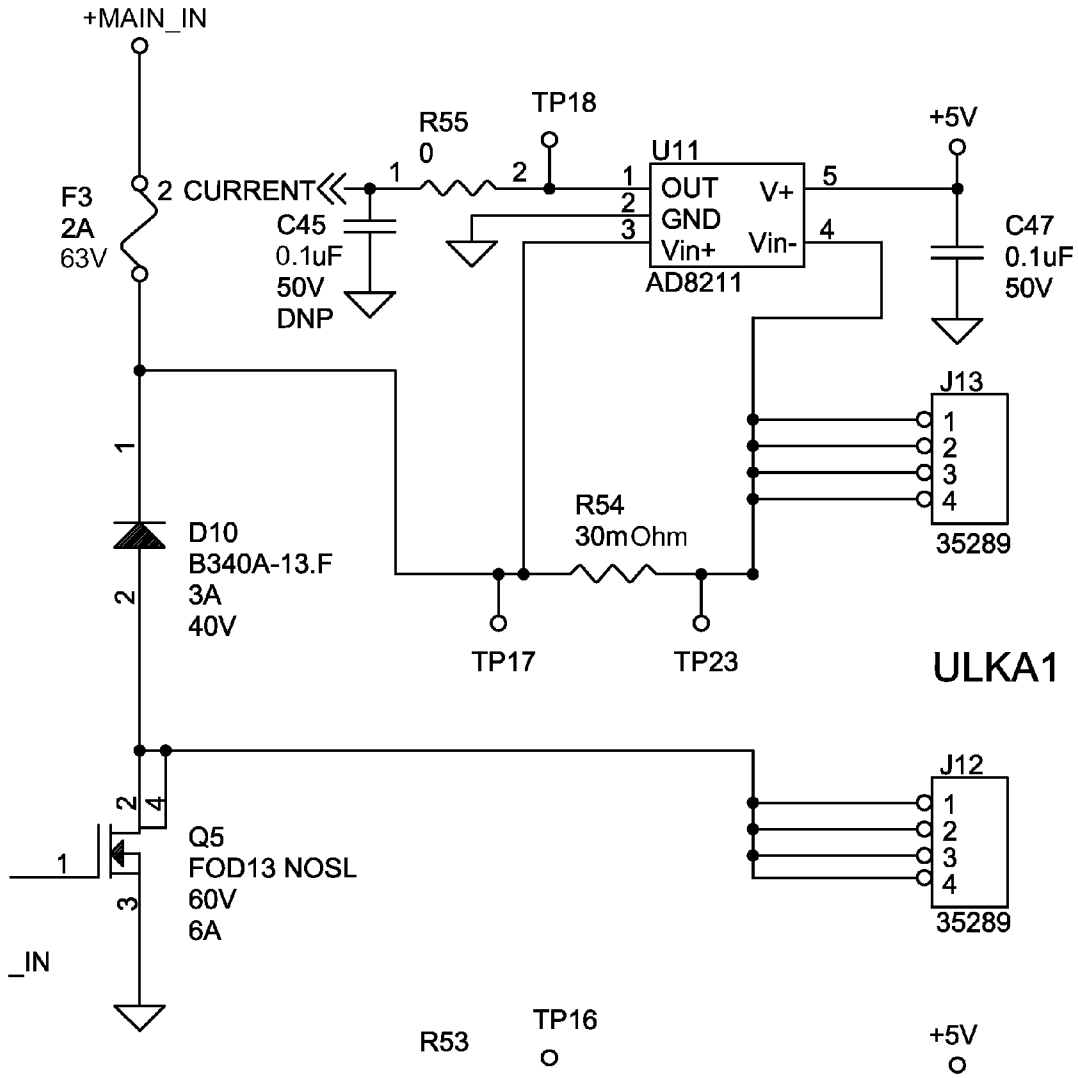 +MAIN_IN
F3
2A
63V
2
CURRENT
R55
0
1
2
TP18
C45
0.1uF
50V
DNP
U11
1 OUT
2 GND
3 Vin+
V+ 5
Vin- 4
AD8211
+5V
C47
0.1uF
50V
J13
1
2
3
4
35289
1
D10
B340A-13.F
3A
40V
2
R54
30mOhm
TP17
TP23
ULKA1
J12
1
2
3
4
35289
2
4
1
3
Q5
FOD13 NOSL
60V
6A
_IN
R53
TP16
+5V